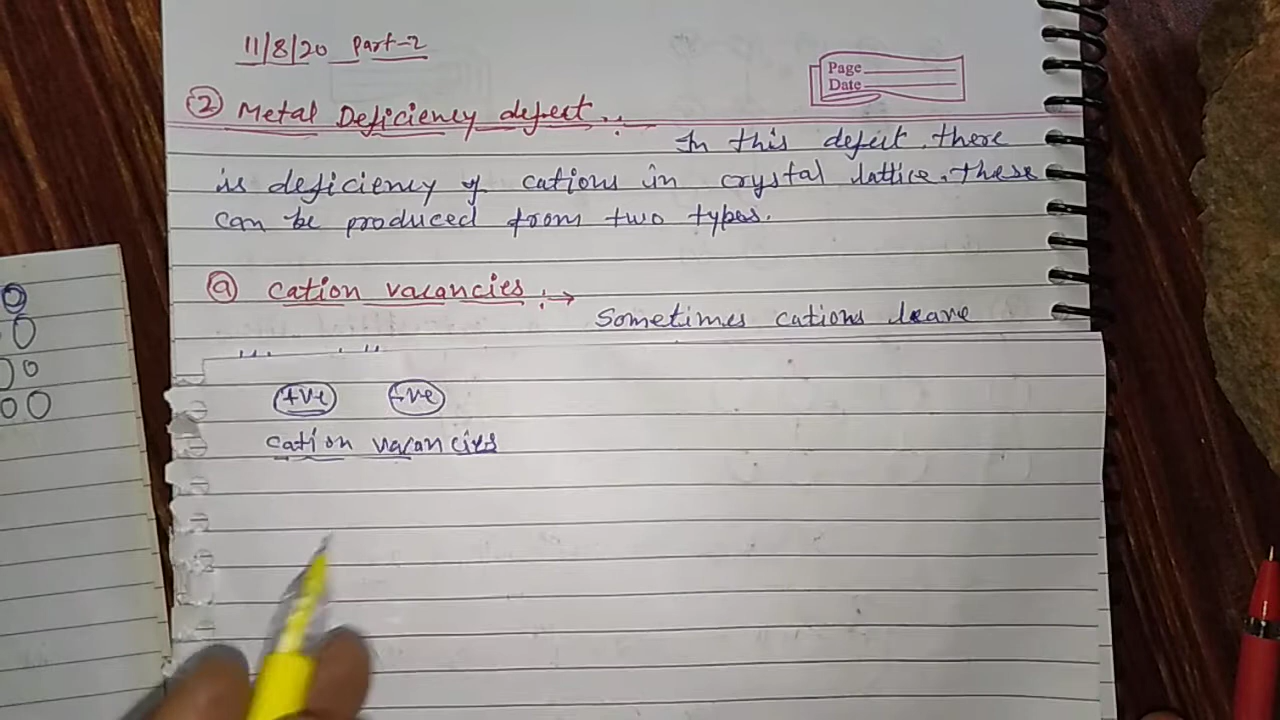 11/8/20 Part-2
Page
Date
(2) Metal Deficiency defect..
In this defect, there
is deficiency of cations in crystal lattice. these
can be produced from two types.
(a) Cation vacancies :→
Sometimes cations leave
+ve +ve
cation vacancies